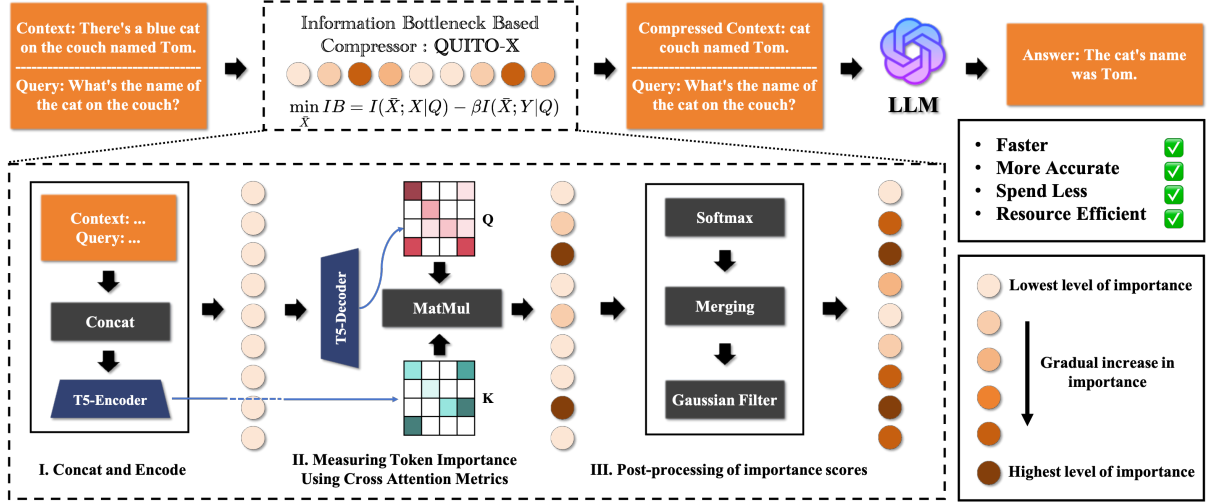 Context: There's a blue cat
on the couch named Tom.
Query: What's the name of
the cat on the couch?
Information Bottleneck Based
Compressor : QUITO-X
min_{X̃} IB = I(X̃; X|Q) − βI(X̃; Y|Q)
Compressed Context: cat
couch named Tom.
Query: What's the name of
the cat on the couch?
LLM
Answer: The cat's name
was Tom.
• Faster ✅
• More Accurate ✅
• Spend Less ✅
• Resource Efficient ✅
Context: ...
Query: ...
Concat
T5-Encoder
I. Concat and Encode
T5-Decoder
Q
MatMul
K
II. Measuring Token Importance
Using Cross Attention Metrics
Softmax
Merging
Gaussian Filter
III. Post-processing of importance scores
Lowest level of importance
Gradual increase in
importance
Highest level of importance